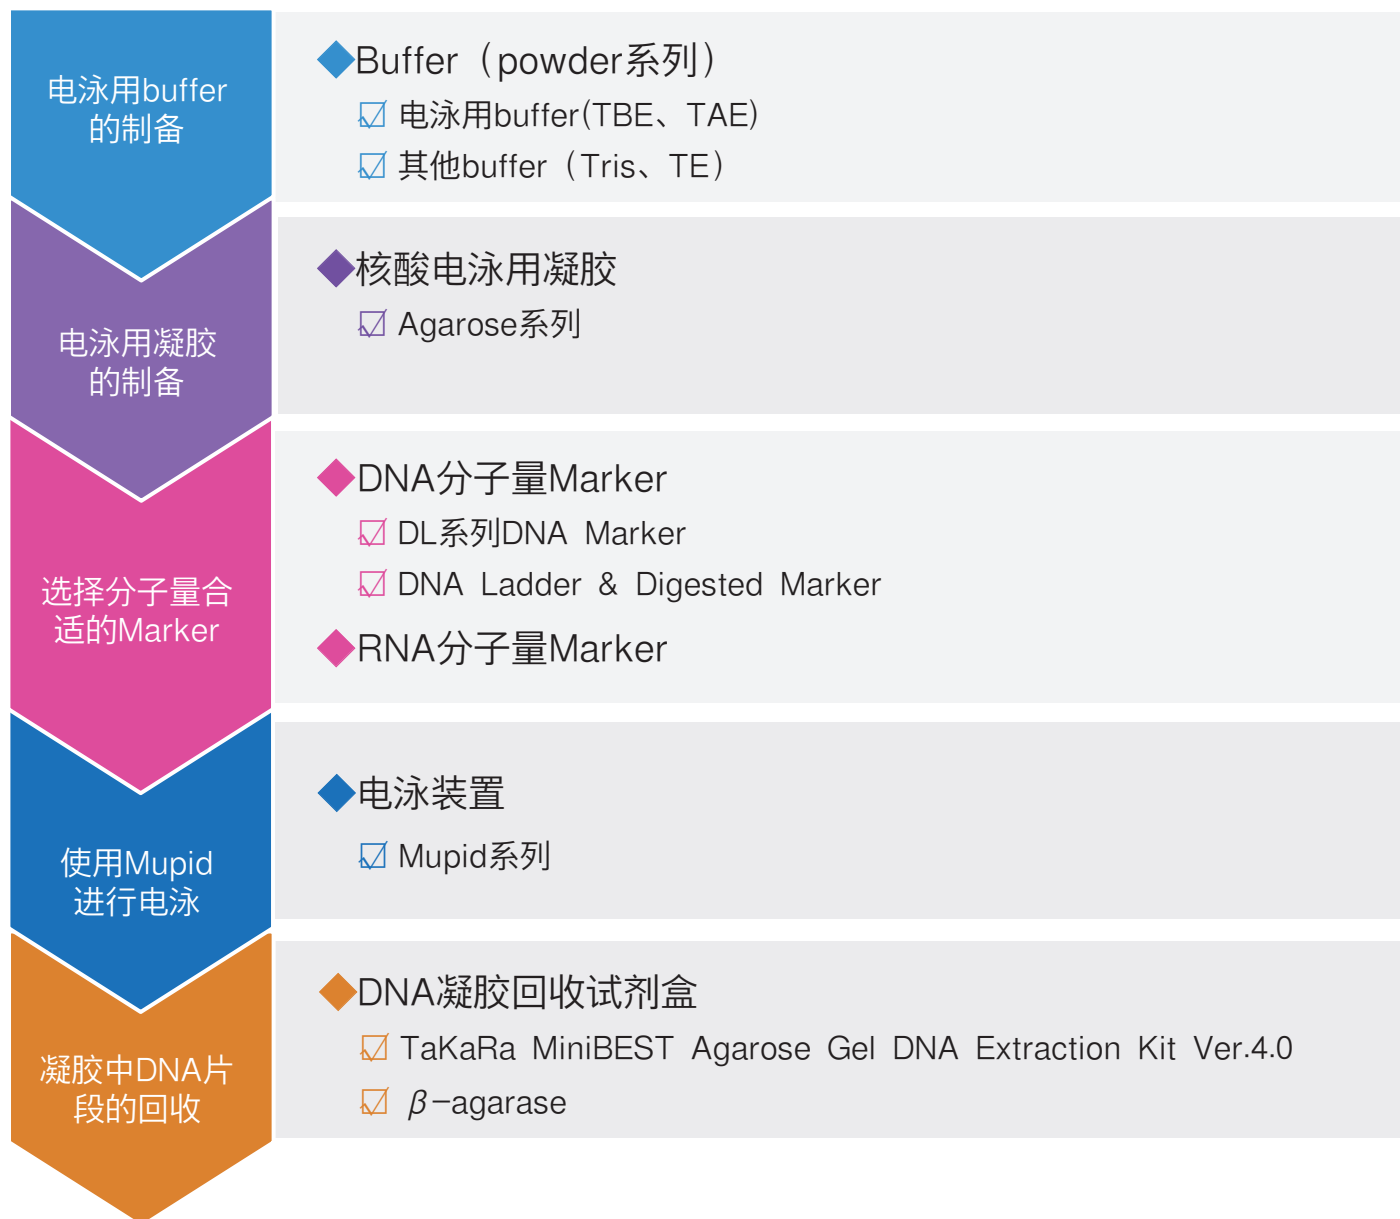 电泳用buffer
的制备
◆Buffer（powder系列）
☑ 电泳用buffer(TBE、TAE)
☑ 其他buffer（Tris、TE）
电泳用凝胶
的制备
◆核酸电泳用凝胶
☑ Agarose系列
选择分子量合
适的Marker
◆DNA分子量Marker
☑ DL系列DNA Marker
☑ DNA Ladder & Digested Marker
◆RNA分子量Marker
使用Mupid
进行电泳
◆电泳装置
☑ Mupid系列
凝胶中DNA片
段的回收
◆DNA凝胶回收试剂盒
☑ TaKaRa MiniBEST Agarose Gel DNA Extraction Kit Ver.4.0
☑ β-agarase